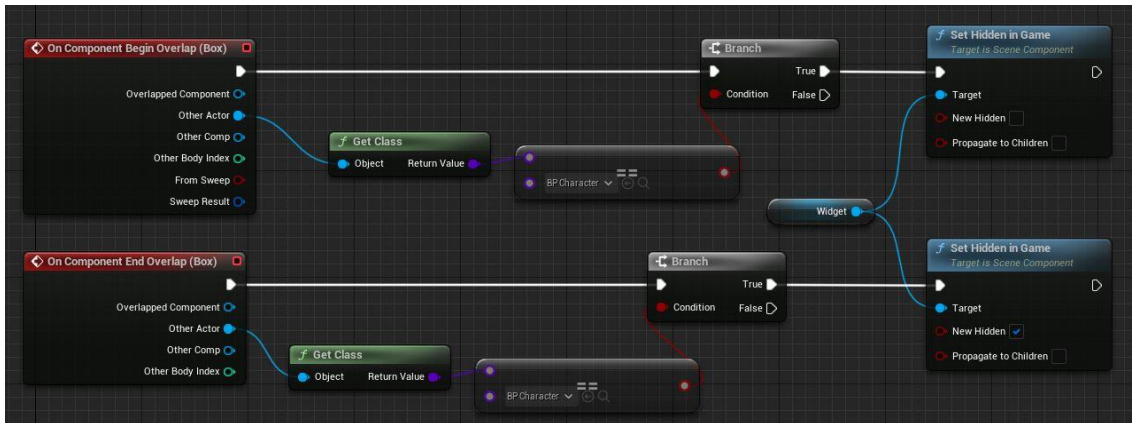 On Component Begin Overlap (Box)
Overlapped Component
Other Actor
Other Comp
Other Body Index
From Sweep
Sweep Result
f Get Class
Object Return Value
==
BP Character
Branch
True
Condition False
f Set Hidden in Game
Target is Scene Component
Target
New Hidden
Propagate to Children
Widget
On Component End Overlap (Box)
Overlapped Component
Other Actor
Other Comp
Other Body Index
f Get Class
Object Return Value
==
BP Character
Branch
True
Condition False
f Set Hidden in Game
Target is Scene Component
Target
New Hidden
Propagate to Children